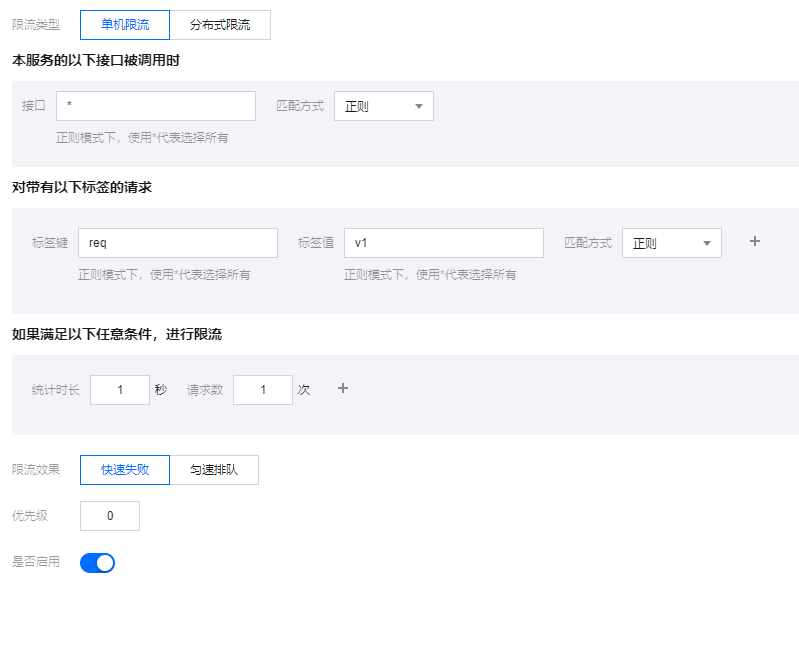 限流类型 单机限流 分布式限流
本服务的以下接口被调用时
接口 * 匹配方式 正则
正则模式下，使用*代表选择所有
对带有以下标签的请求
标签键 req 标签值 v1 匹配方式 正则 +
正则模式下，使用*代表选择所有 正则模式下，使用*代表选择所有
如果满足以下任意条件，进行限流
统计时长 1 秒 请求数 1 次 +
限流效果 快速失败 匀速排队
优先级 0
是否启用